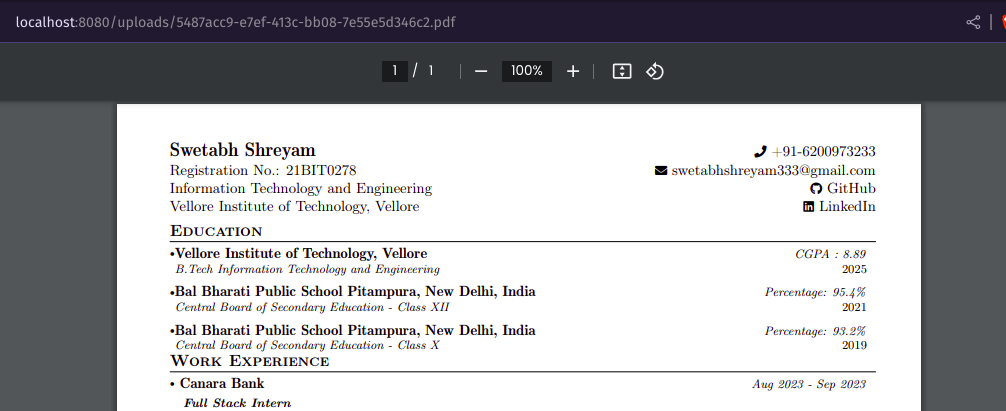 localhost:8080/uploads/5487acc9-e7ef-413c-bb08-7e55e5d346c2.pdf
1 / 1 100%
Swetabh Shreyam +91-6200973233
Registration No.: 21BIT0278 swetabhshreyam333@gmail.com
Information Technology and Engineering GitHub
Vellore Institute of Technology, Vellore LinkedIn
Education
•Vellore Institute of Technology, Vellore CGPA : 8.89
B.Tech Information Technology and Engineering 2025
•Bal Bharati Public School Pitampura, New Delhi, India Percentage: 95.4%
Central Board of Secondary Education - Class XII 2021
•Bal Bharati Public School Pitampura, New Delhi, India Percentage: 93.2%
Central Board of Secondary Education - Class X 2019
Work Experience
• Canara Bank Aug 2023 - Sep 2023
Full Stack Intern